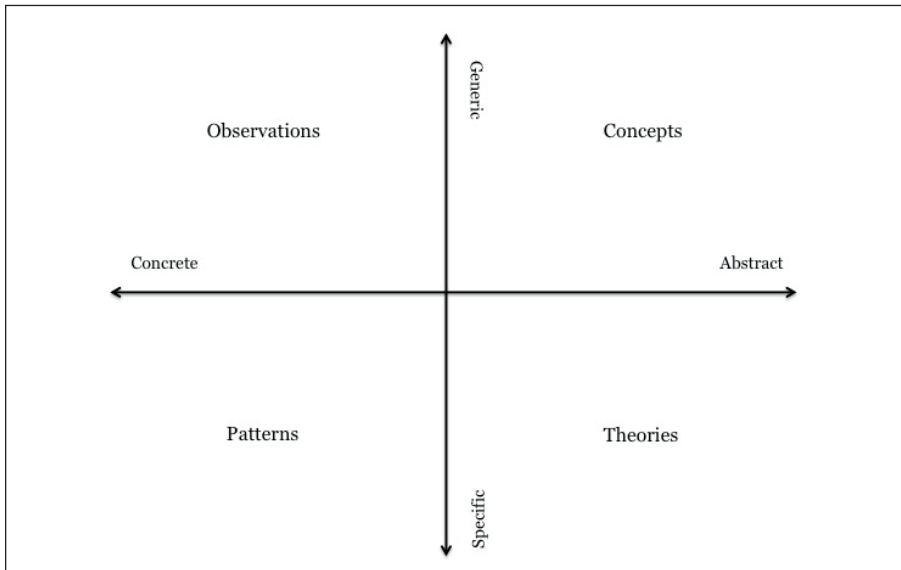 Generic
Observations
Concepts
Concrete
Abstract
Patterns
Theories
Specific